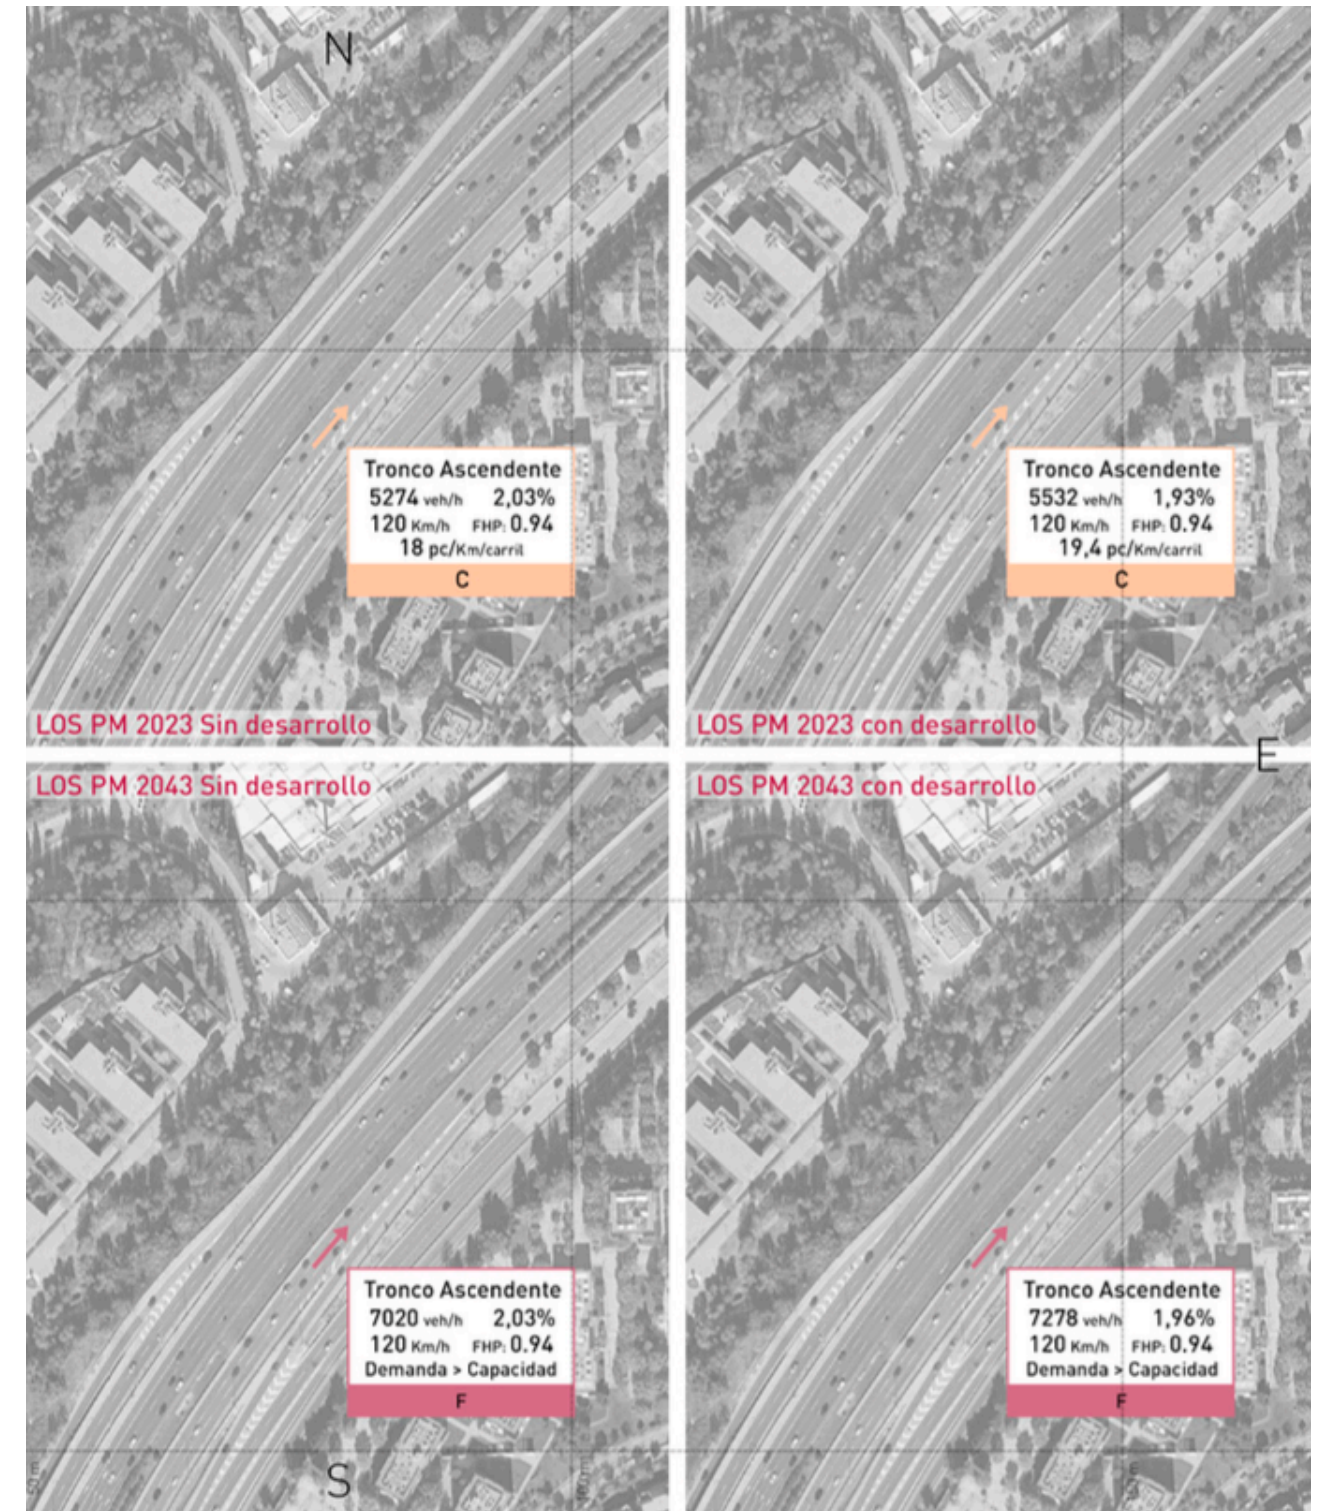 N
Tronco Ascendente
5274 veh/h 2,03%
120 Km/h FHP: 0.94
18 pc/Km/carril
C
LOS PM 2023 Sin desarrollo
Tronco Ascendente
5532 veh/h 1,93%
120 Km/h FHP: 0.94
19,4 pc/Km/carril
C
LOS PM 2023 con desarrollo
E
LOS PM 2043 Sin desarrollo
Tronco Ascendente
7020 veh/h 2,03%
120 Km/h FHP: 0.94
Demanda > Capacidad
F
S
LOS PM 2043 con desarrollo
Tronco Ascendente
7278 veh/h 1,96%
120 Km/h FHP: 0.94
Demanda > Capacidad
F